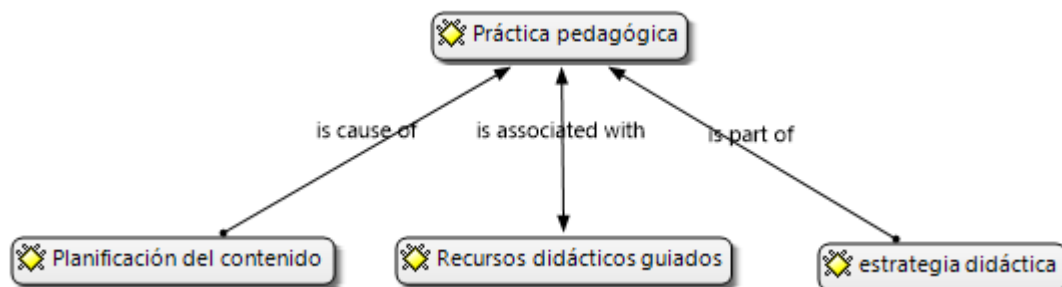 Práctica pedagógica
is cause of
is associated with
is part of
Planificación del contenido
Recursos didácticos guiados
estrategia didáctica